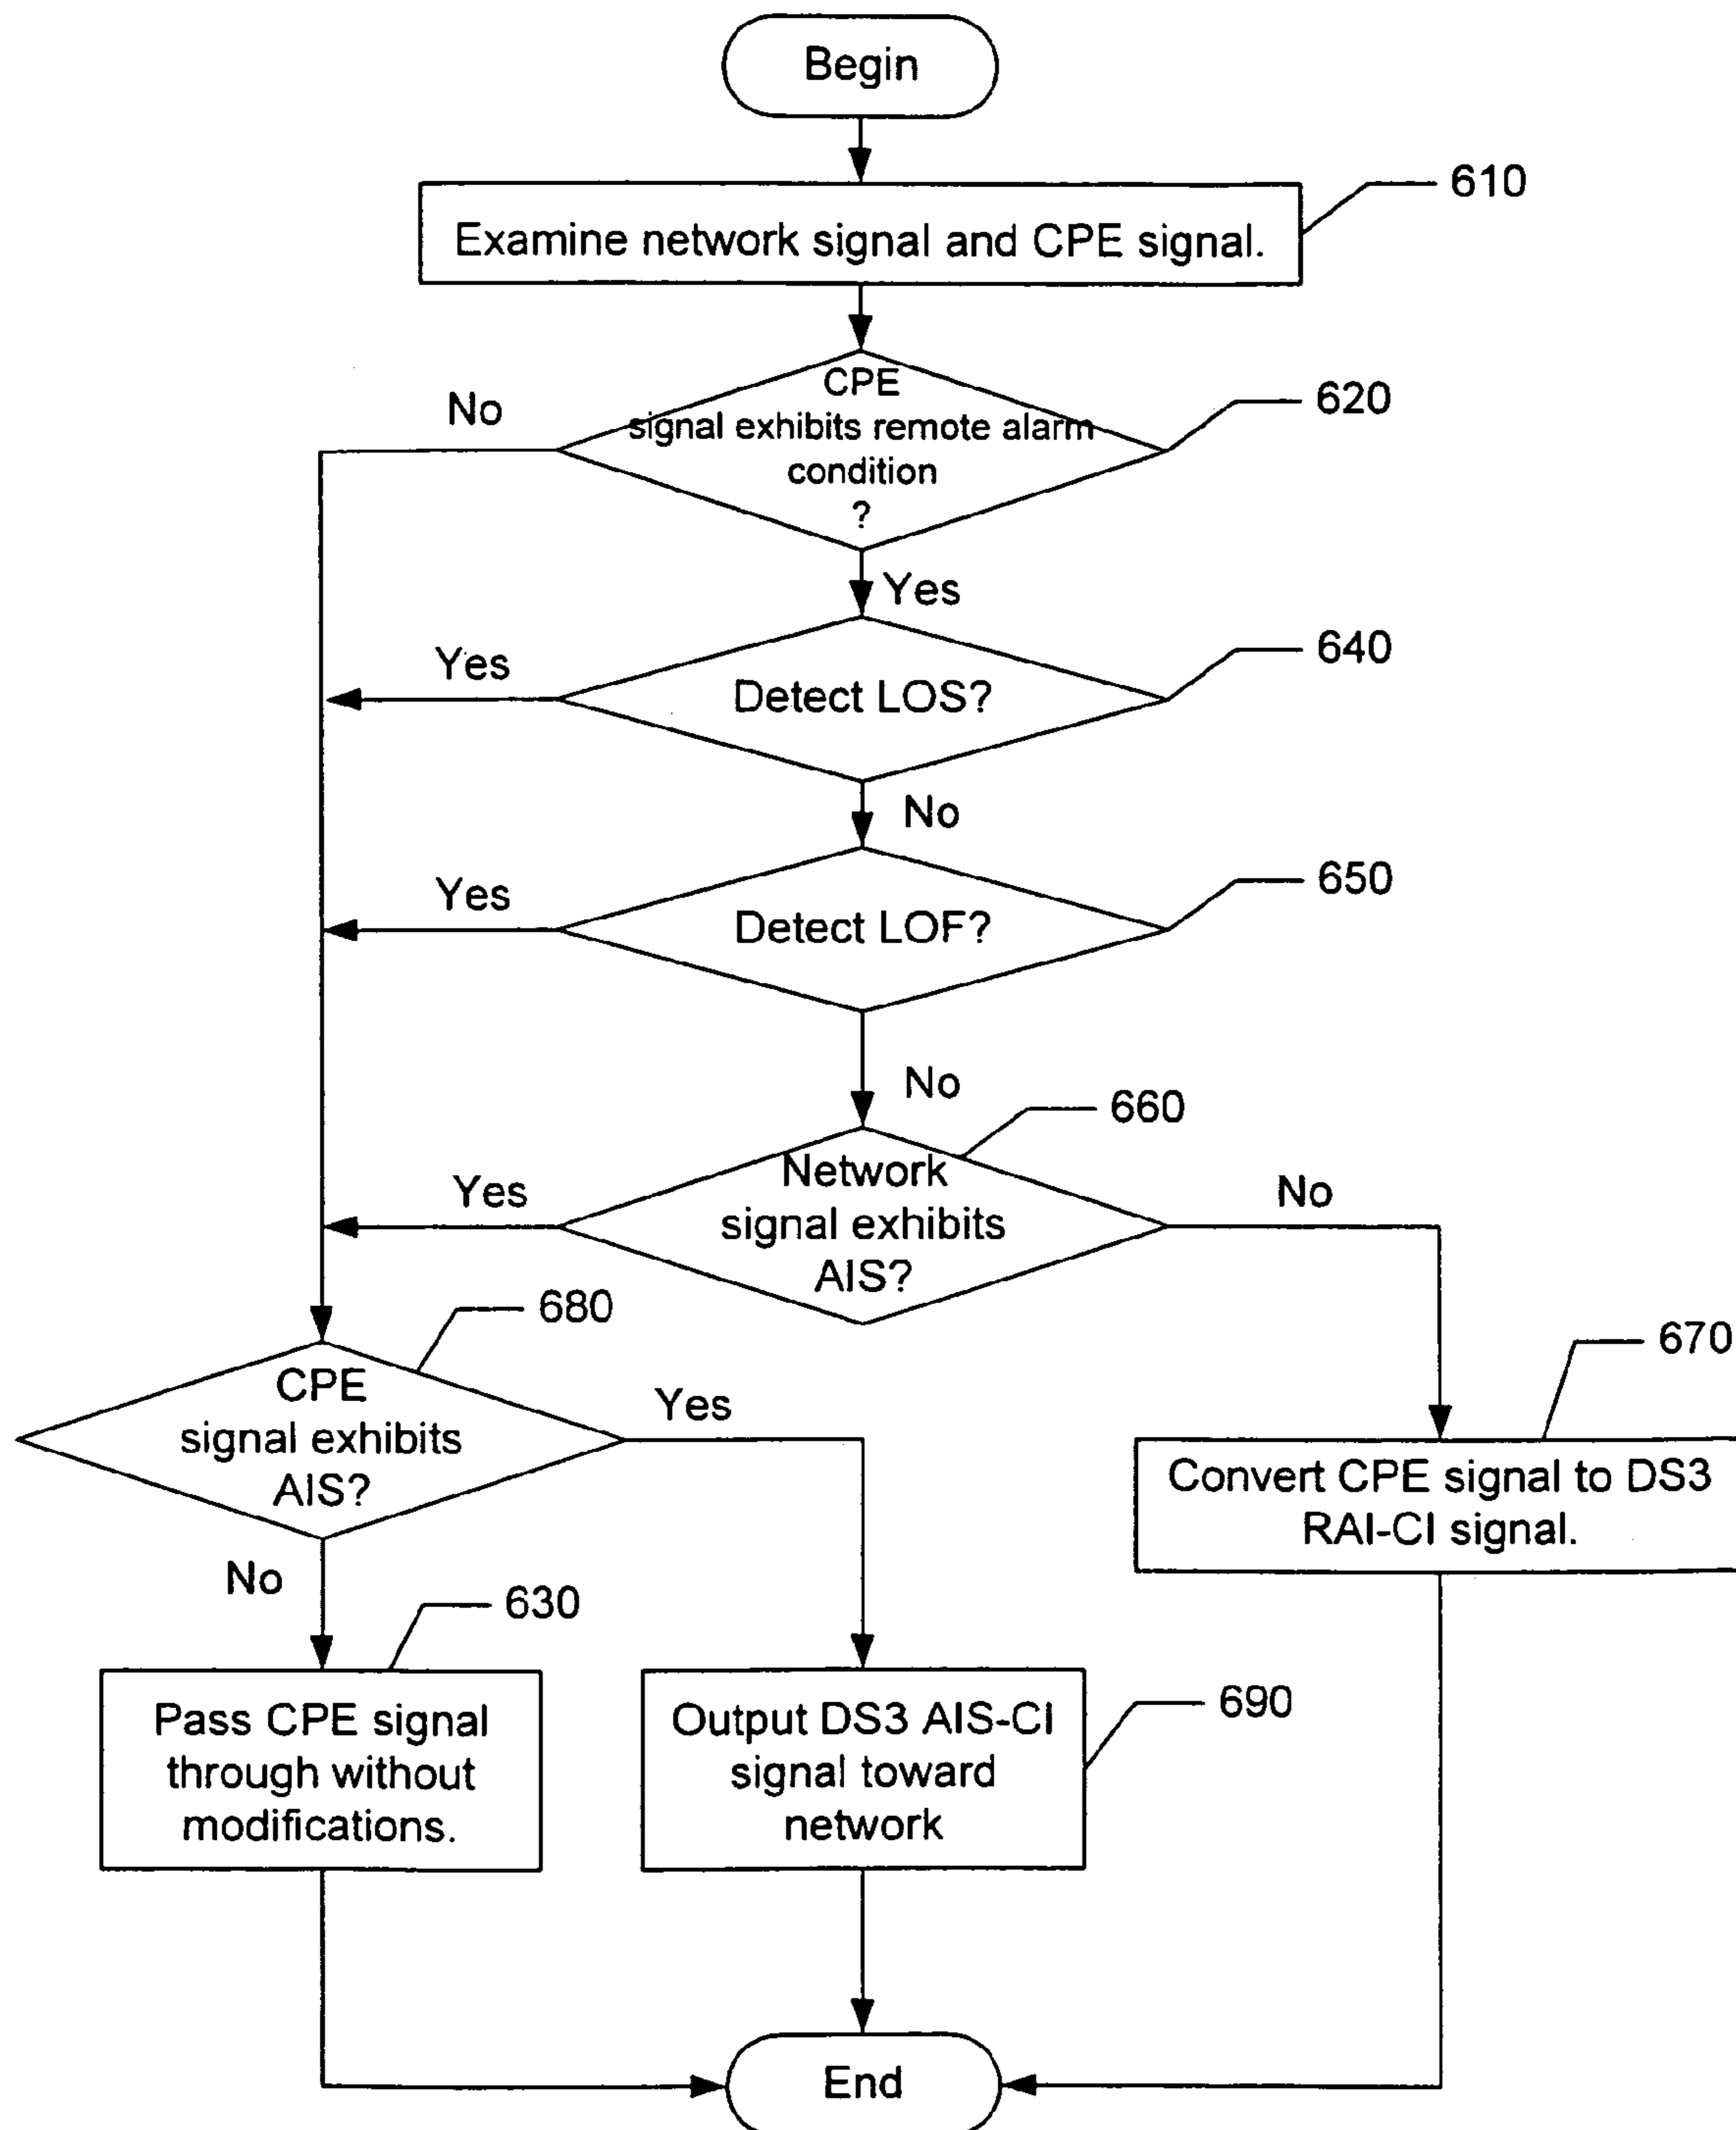 Begin
610
Examine network signal and CPE signal.
620
CPE
signal exhibits remote alarm
condition
?
No
Yes
640
Detect LOS?
Yes
No
650
Detect LOF?
Yes
No
660
Network
signal exhibits
AIS?
Yes
No
680
CPE
signal exhibits
AIS?
Yes
No
670
Convert CPE signal to DS3
RAI-CI signal.
630
Pass CPE signal
through without
modifications.
690
Output DS3 AIS-CI
signal toward
network
End